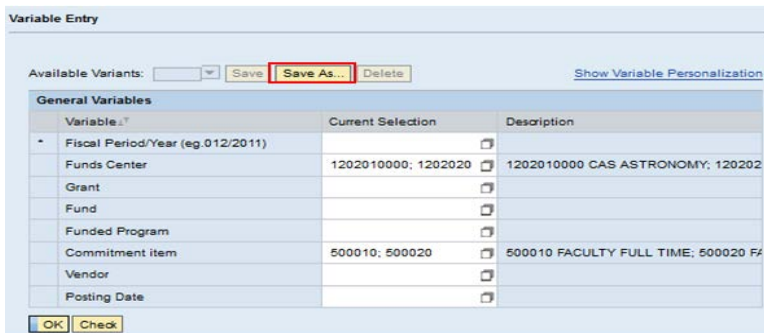 Variable Entry
Available Variants: Save Save As... Delete Show Variable Personalization
General Variables
Variable Current Selection Description
* Fiscal Period/Year (eg.012/2011)
Funds Center 1202010000; 1202020 1202010000 CAS ASTRONOMY; 120202
Grant
Fund
Funded Program
Commitment item 500010; 500020 500010 FACULTY FULL TIME; 500020 FA
Vendor
Posting Date
OK Check